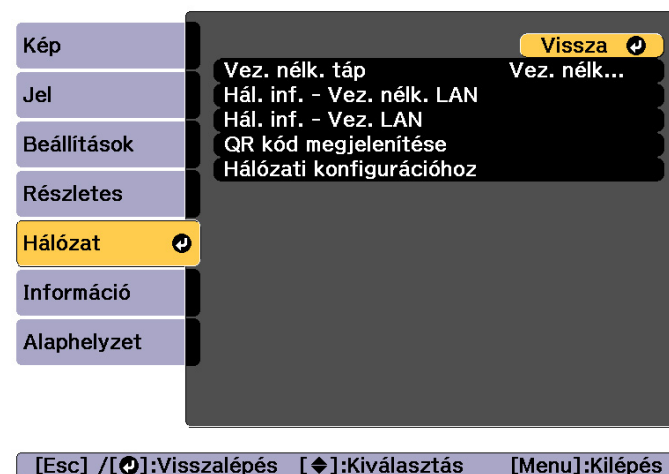 Kép
Jel
Beállítások
Részletes
Hálózat
Információ
Alaphelyzet
Vissza
Vez. nélk. táp Vez. nélk...
Hál. inf. - Vez. nélk. LAN
Hál. inf. - Vez. LAN
QR kód megjelenítése
Hálózati konfigurációhoz
[Esc] /[⏎]:Visszalépés [◆]:Kiválasztás [Menu]:Kilépés